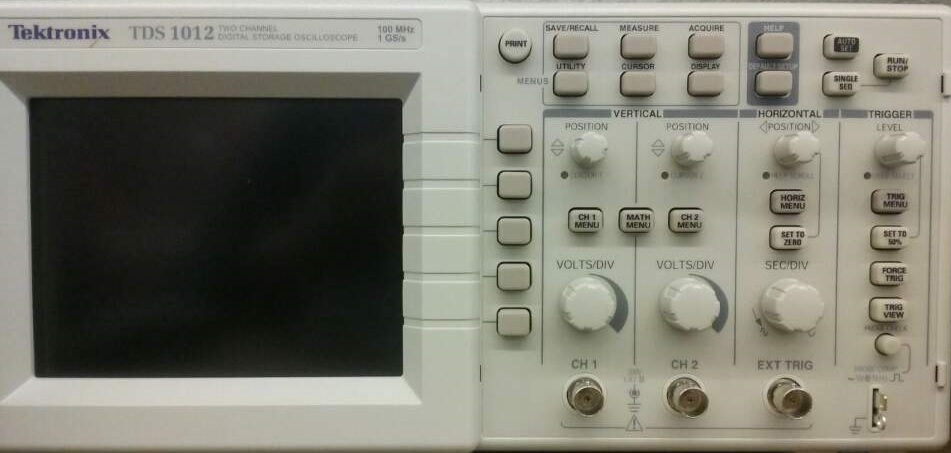 Tektronix TDS 1012 TWO CHANNEL DIGITAL STORAGE OSCILLOSCOPE 100 MHz 1 GS/s
PRINT
SAVE/RECALL MEASURE ACQUIRE HELP
AUTO SET
RUN/ STOP
MENUS UTILITY CURSOR DISPLAY DEFAULT SETUP
SINGLE SEQ
VERTICAL HORIZONTAL TRIGGER
POSITION POSITION POSITION LEVEL
CURSOR 1 CURSOR 2 HELP SCROLL
HORIZ MENU
TRIG MENU
CH 1 MENU
MATH MENU
CH 2 MENU
SET TO ZERO
SET TO 50%
VOLTS/DIV VOLTS/DIV SEC/DIV
FORCE TRIG
TRIG VIEW
PROBE CHECK
CH 1 CH 2 EXT TRIG